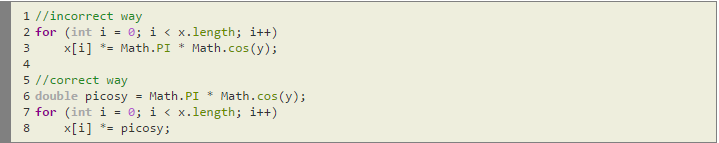 1 //incorrect way
2 for (int i = 0; i < x.length; i++)
3     x[i] *= Math.PI * Math.cos(y);
4
5 //correct way
6 double picosy = Math.PI * Math.cos(y);
7 for (int i = 0; i < x.length; i++)
8     x[i] *= picosy;